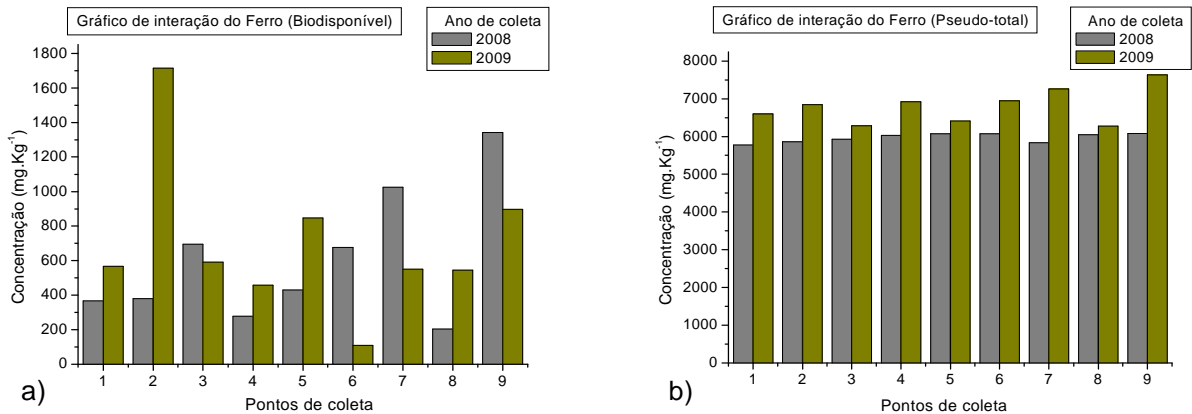 Gráfico de interação do Ferro (Biodisponível)
Ano de coleta
2008
2009
Concentração (mg.Kg⁻¹)
1800
1600
1400
1200
1000
800
600
400
200
0
1 2 3 4 5 6 7 8 9
Pontos de coleta
a)
Gráfico de interação do Ferro (Pseudo-total)
Ano de coleta
2008
2009
Concentração (mg.Kg⁻¹)
8000
7000
6000
5000
4000
3000
2000
1000
0
1 2 3 4 5 6 7 8 9
Pontos de coleta
b)